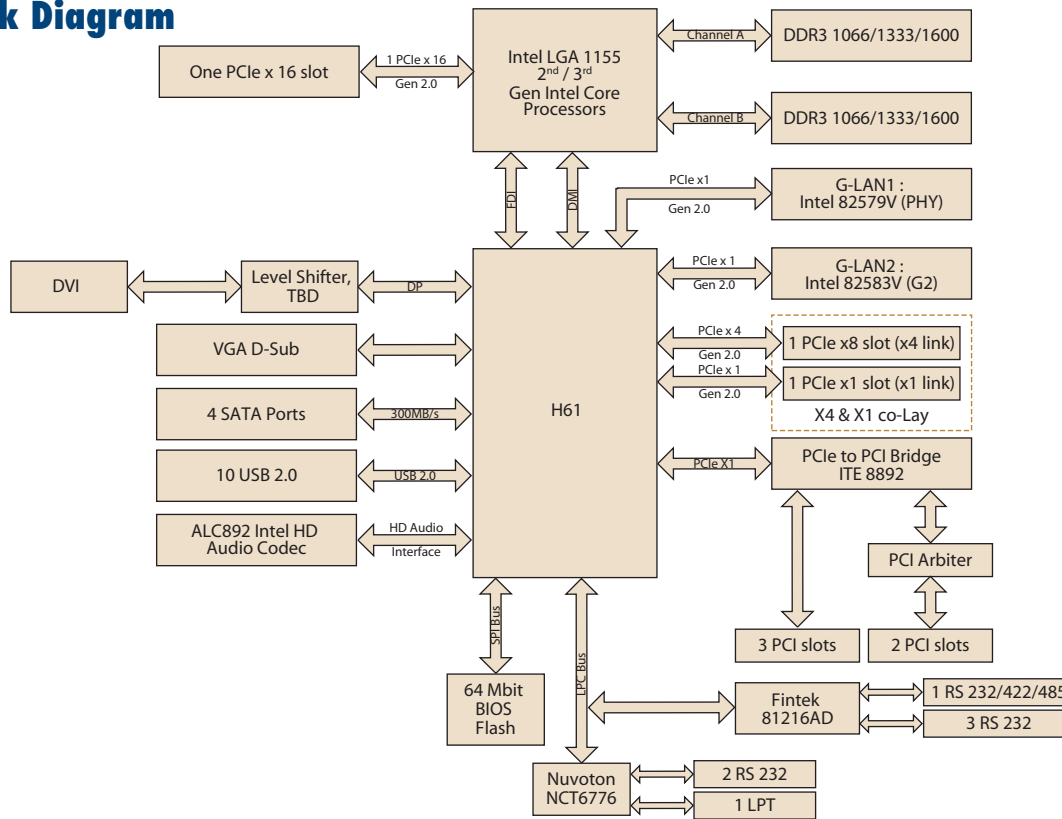 k Diagram
One PCIe x 16 slot
1 PCIe x 16
Gen 2.0
Intel LGA 1155
2nd / 3rd
Gen Intel Core
Processors
Channel A
DDR3 1066/1333/1600
Channel B
DDR3 1066/1333/1600
FDI
DMI
PCIe x1
Gen 2.0
G-LAN1 :
Intel 82579V (PHY)
DVI
Level Shifter,
TBD
DP
PCIe x 1
Gen 2.0
G-LAN2 :
Intel 82583V (G2)
VGA D-Sub
PCIe x 4
Gen 2.0
1 PCIe x8 slot (x4 link)
PCIe x 1
Gen 2.0
1 PCIe x1 slot (x1 link)
X4 & X1 co-Lay
4 SATA Ports
300MB/s
H61
10 USB 2.0
USB 2.0
PCIe X1
PCIe to PCI Bridge
ITE 8892
ALC892 Intel HD
Audio Codec
HD Audio
Interface
PCI Arbiter
3 PCI slots
2 PCI slots
SPI Bus
LPC Bus
64 Mbit
BIOS
Flash
Fintek
81216AD
1 RS 232/422/485
3 RS 232
Nuvoton
NCT6776
2 RS 232
1 LPT